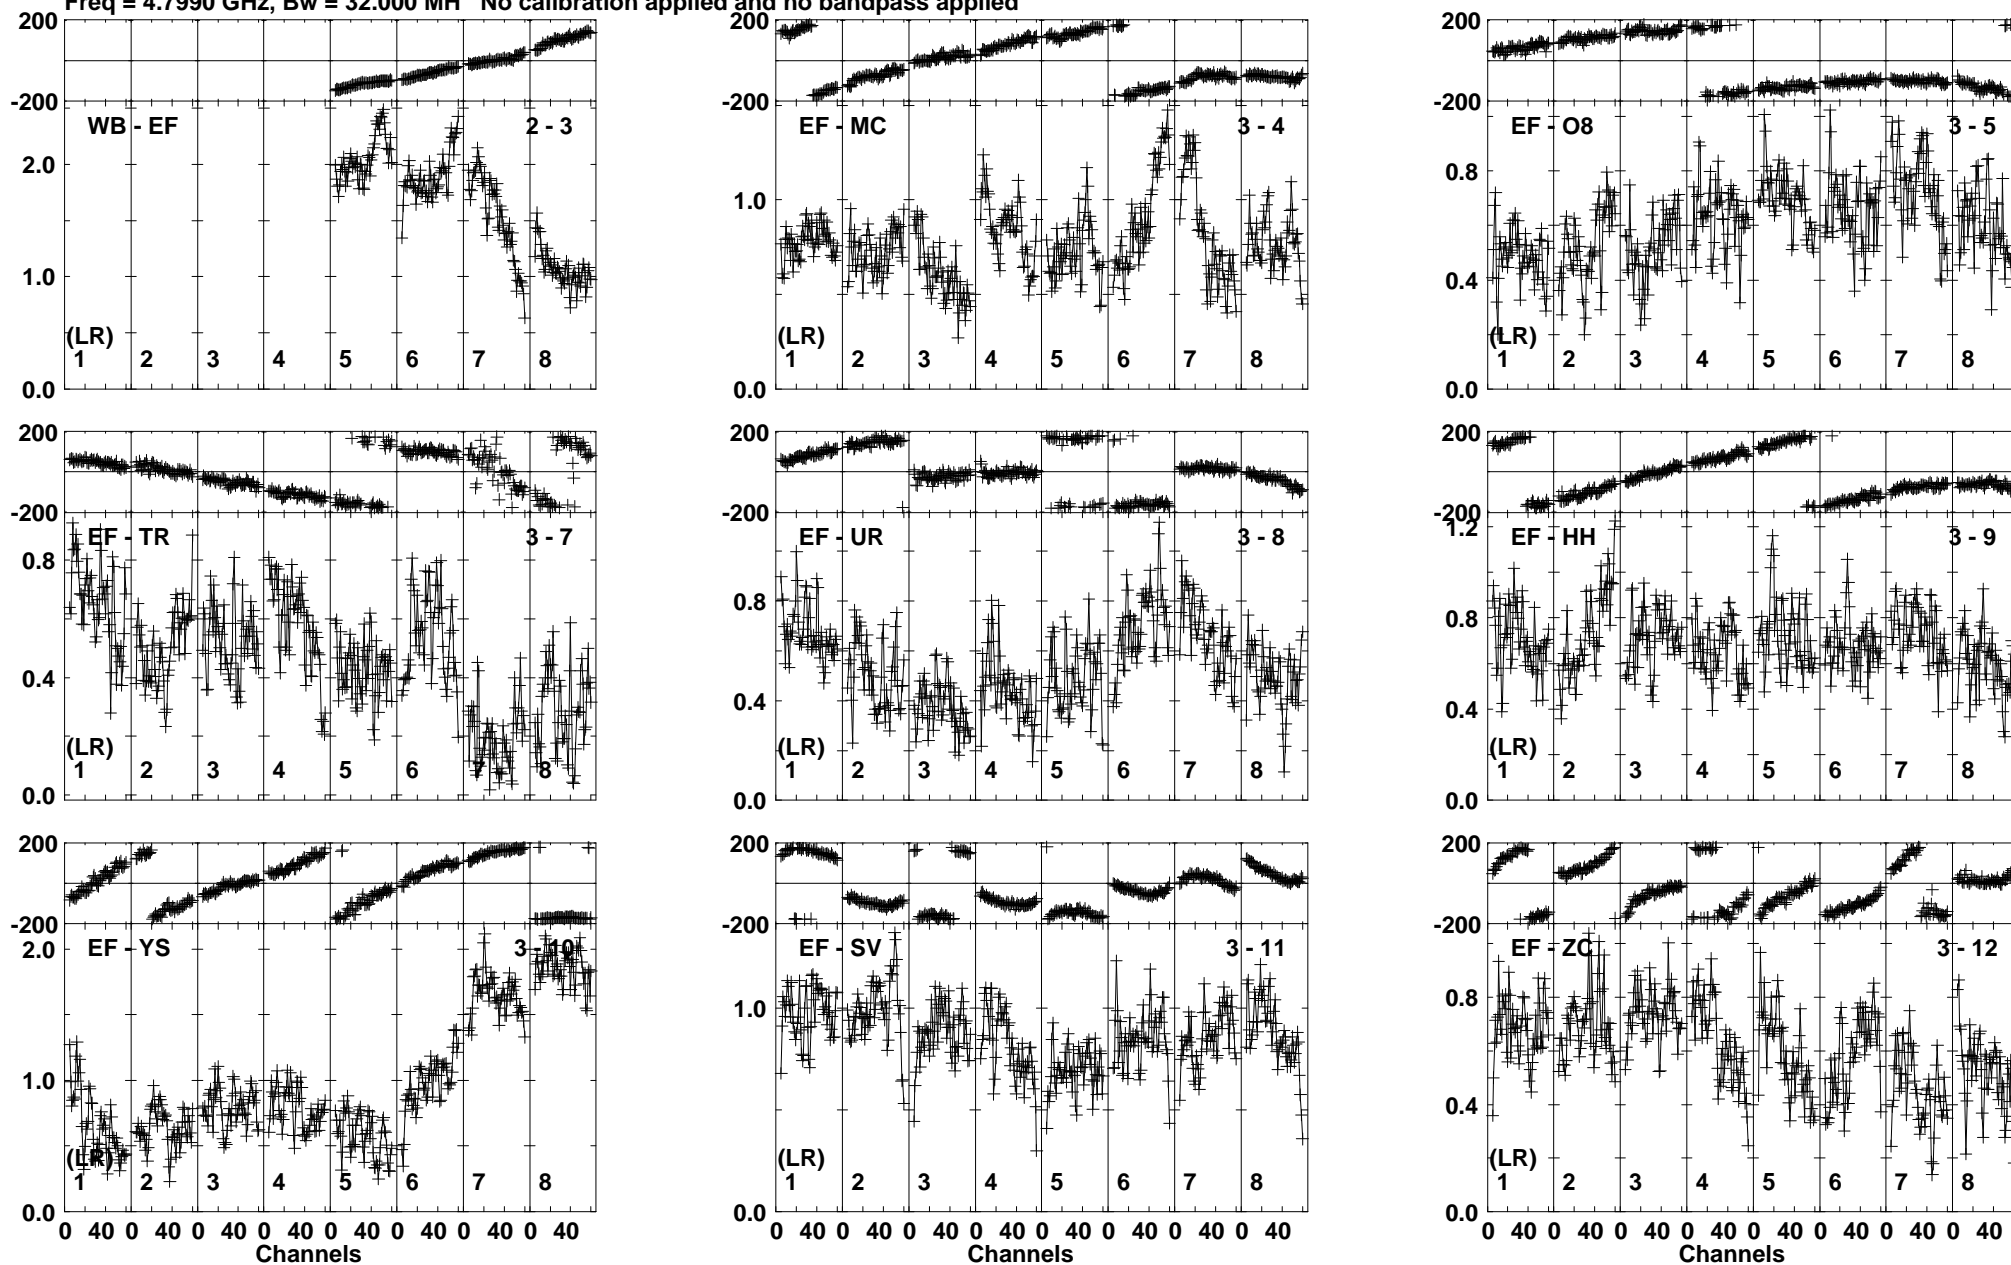 Freq = 4.7990 GHz, Bw = 32.000 MH No calibration applied and no bandpass applied
200 200 200
-200 -200 -200
WB - EF 2 - 3 EF - MC 3 - 4 EF - O8 3 - 5
2.0 1.0 0.8
1.0 0.4
(LR) (LR) (LR)
1 2 3 4 5 6 7 8 1 2 3 4 5 6 7 8 1 2 3 4 5 6 7 8
0.0 0.0 0.0
200 200 200
-200 -200 -200
1.2
EF - TR 3 - 7 EF - UR 3 - 8 EF - HH 3 - 9
0.8 0.8 0.8
0.4 0.4 0.4
(LR) (LR) (LR)
1 2 3 4 5 6 7 8 1 2 3 4 5 6 7 8 1 2 3 4 5 6 7 8
0.0 0.0 0.0
200 200 200
-200 -200 -200
EF - YS 3 - 10 EF - SV 3 - 11 EF - ZC 3 - 12
2.0 1.0 0.8
1.0 0.4
(LR) (LR) (LR)
1 2 3 4 5 6 7 8 1 2 3 4 5 6 7 8 1 2 3 4 5 6 7 8
0.0 0.0 0.0
0 40 0 40 0 40 0 40 0 40 0 40 0 40 0 40 0 40 0 40 0 40 0 40 0 40 0 40 0 40 0 40 0 40 0 40 0 40 0 40 0 40 0 40 0 40 0 40
Channels Channels Channels